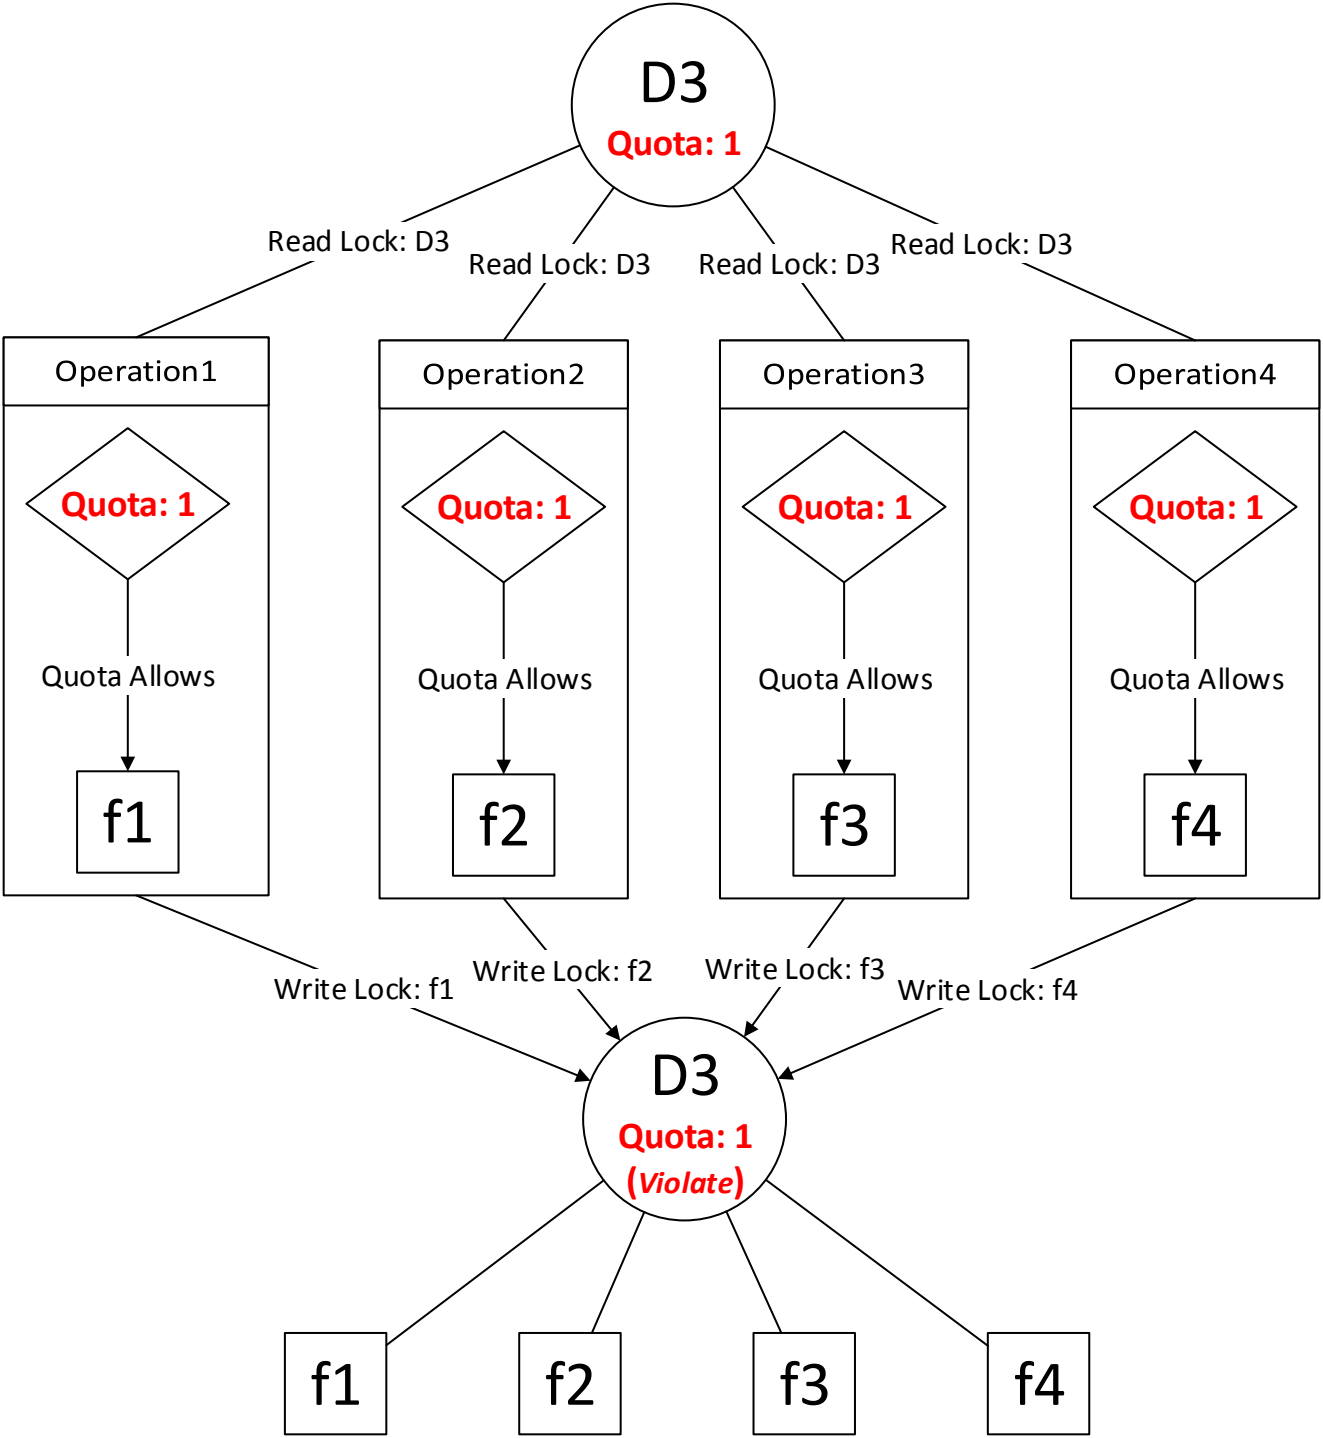 D3
Quota: 1
Read Lock: D3
Read Lock: D3
Read Lock: D3
Read Lock: D3
Operation1
Operation2
Operation3
Operation4
Quota: 1
Quota: 1
Quota: 1
Quota: 1
Quota Allows
Quota Allows
Quota Allows
Quota Allows
f1
f2
f3
f4
Write Lock: f1
Write Lock: f2
Write Lock: f3
Write Lock: f4
D3
Quota: 1
(Violate)
f1
f2
f3
f4